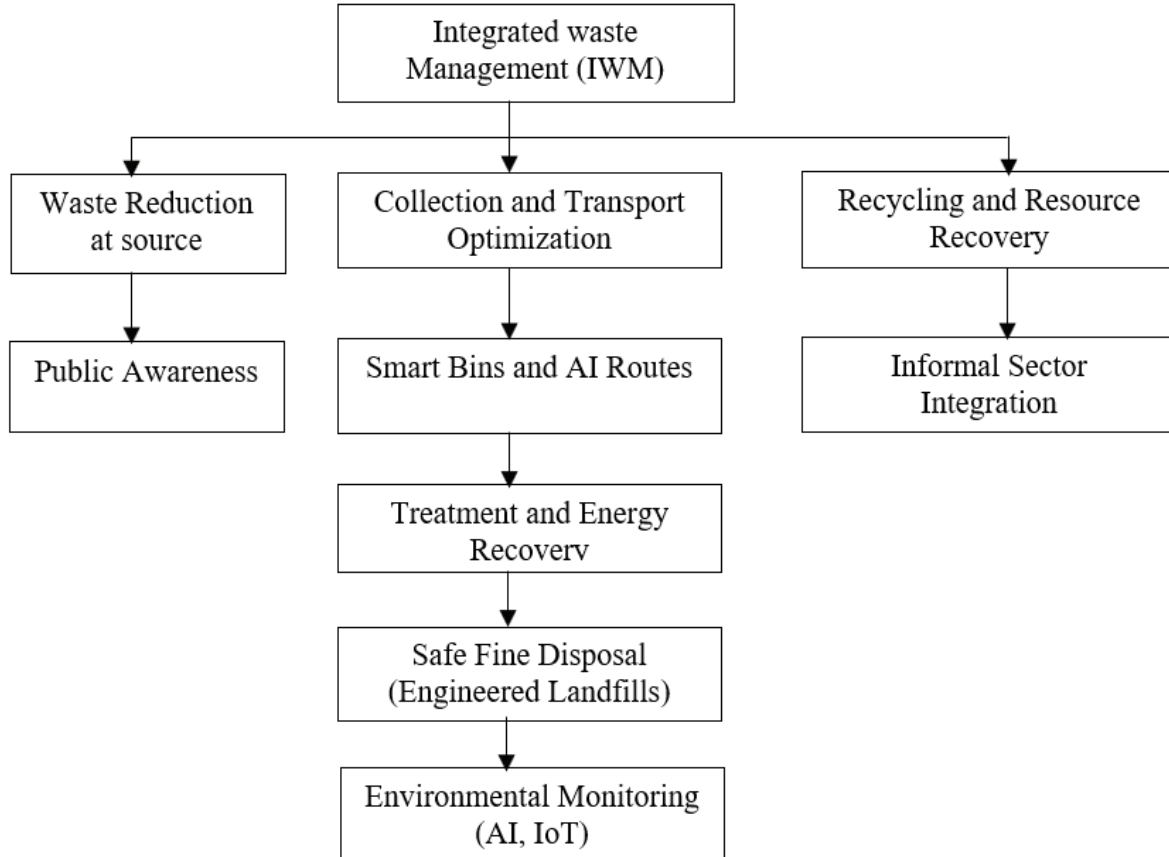 Integrated waste
Management (IWM)
Waste Reduction
at source
Collection and Transport
Optimization
Recycling and Resource
Recovery
Public Awareness
Smart Bins and AI Routes
Informal Sector
Integration
Treatment and Energy
Recovery
Safe Fine Disposal
(Engineered Landfills)
Environmental Monitoring
(AI, IoT)